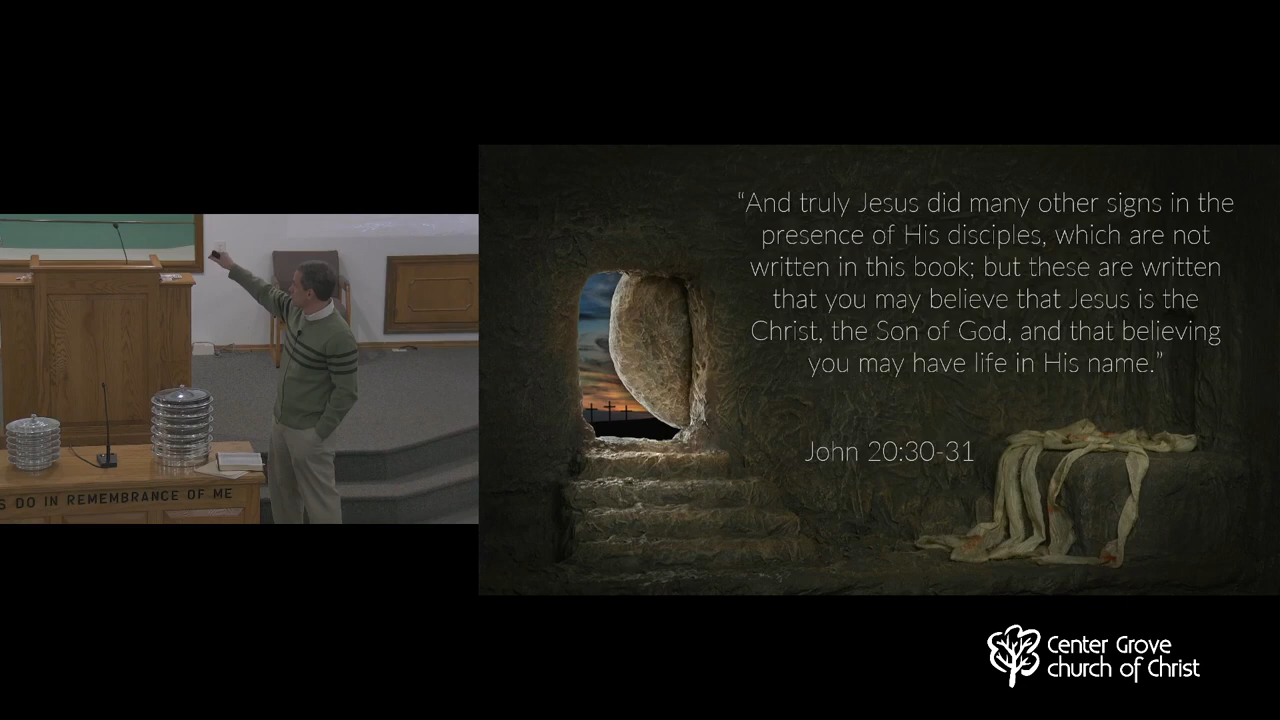 “And truly Jesus did many other signs in the
presence of His disciples, which are not
written in this book; but these are written
that you may believe that Jesus is the
Christ, the Son of God, and that believing
you may have life in His name.”
John 20:30-31
S DO IN REMEMBRANCE OF ME
Center Grove
church of Christ